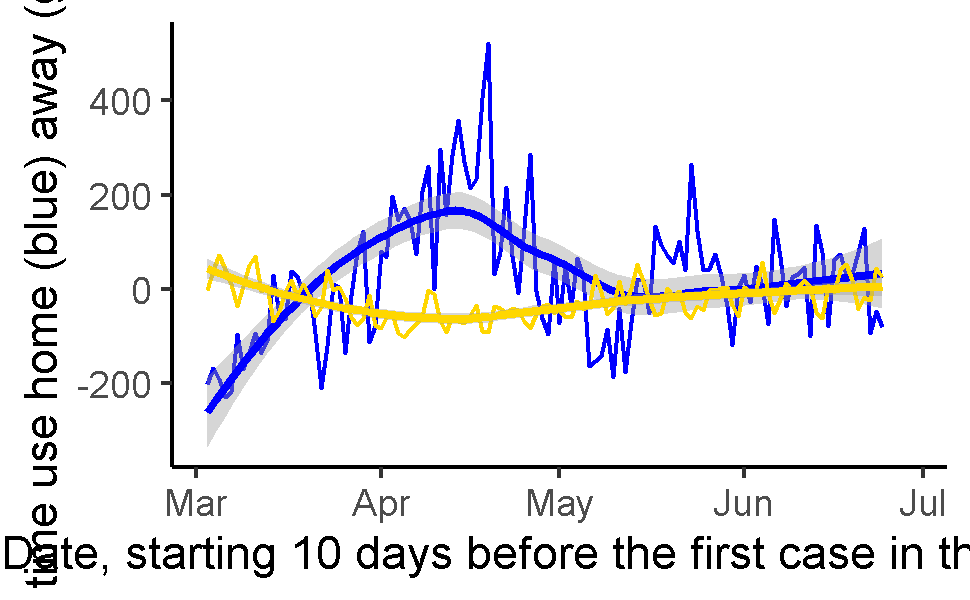 time use home (blue) away (
400
200
0
-200
Mar Apr May Jun Jul
Date, starting 10 days before the first case in th